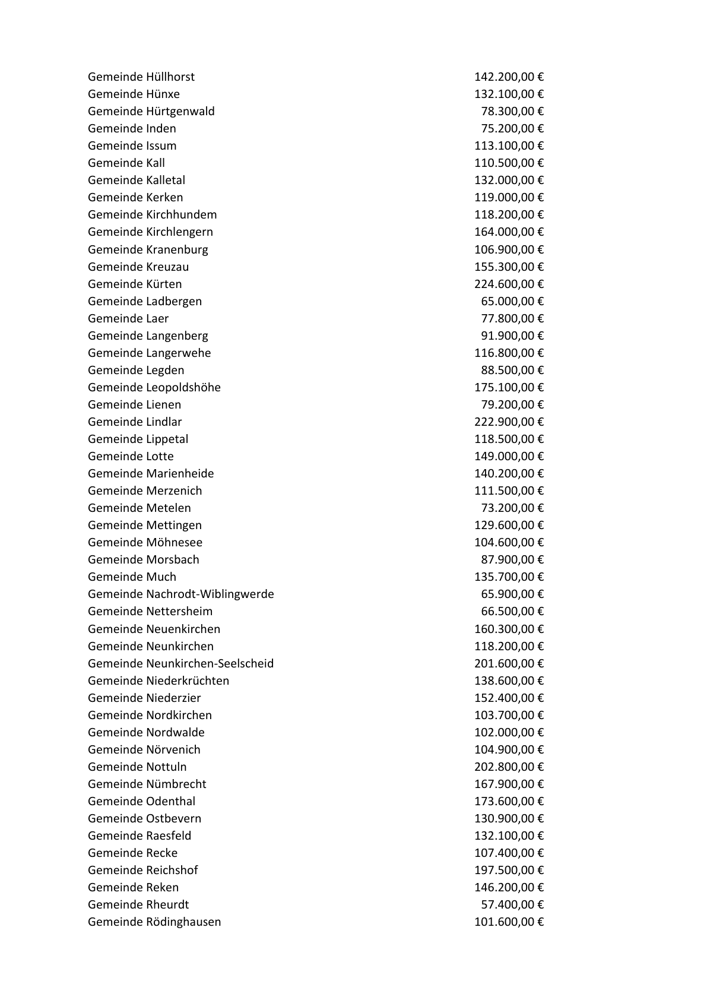 Gemeinde Hüllhorst 142.200,00 €
Gemeinde Hünxe 132.100,00 €
Gemeinde Hürtgenwald 78.300,00 €
Gemeinde Inden 75.200,00 €
Gemeinde Issum 113.100,00 €
Gemeinde Kall 110.500,00 €
Gemeinde Kalletal 132.000,00 €
Gemeinde Kerken 119.000,00 €
Gemeinde Kirchhundem 118.200,00 €
Gemeinde Kirchlengern 164.000,00 €
Gemeinde Kranenburg 106.900,00 €
Gemeinde Kreuzau 155.300,00 €
Gemeinde Kürten 224.600,00 €
Gemeinde Ladbergen 65.000,00 €
Gemeinde Laer 77.800,00 €
Gemeinde Langenberg 91.900,00 €
Gemeinde Langerwehe 116.800,00 €
Gemeinde Legden 88.500,00 €
Gemeinde Leopoldshöhe 175.100,00 €
Gemeinde Lienen 79.200,00 €
Gemeinde Lindlar 222.900,00 €
Gemeinde Lippetal 118.500,00 €
Gemeinde Lotte 149.000,00 €
Gemeinde Marienheide 140.200,00 €
Gemeinde Merzenich 111.500,00 €
Gemeinde Metelen 73.200,00 €
Gemeinde Mettingen 129.600,00 €
Gemeinde Möhnesee 104.600,00 €
Gemeinde Morsbach 87.900,00 €
Gemeinde Much 135.700,00 €
Gemeinde Nachrodt-Wiblingwerde 65.900,00 €
Gemeinde Nettersheim 66.500,00 €
Gemeinde Neuenkirchen 160.300,00 €
Gemeinde Neunkirchen 118.200,00 €
Gemeinde Neunkirchen-Seelscheid 201.600,00 €
Gemeinde Niederkrüchten 138.600,00 €
Gemeinde Niederzier 152.400,00 €
Gemeinde Nordkirchen 103.700,00 €
Gemeinde Nordwalde 102.000,00 €
Gemeinde Nörvenich 104.900,00 €
Gemeinde Nottuln 202.800,00 €
Gemeinde Nümbrecht 167.900,00 €
Gemeinde Odenthal 173.600,00 €
Gemeinde Ostbevern 130.900,00 €
Gemeinde Raesfeld 132.100,00 €
Gemeinde Recke 107.400,00 €
Gemeinde Reichshof 197.500,00 €
Gemeinde Reken 146.200,00 €
Gemeinde Rheurdt 57.400,00 €
Gemeinde Rödinghausen 101.600,00 €